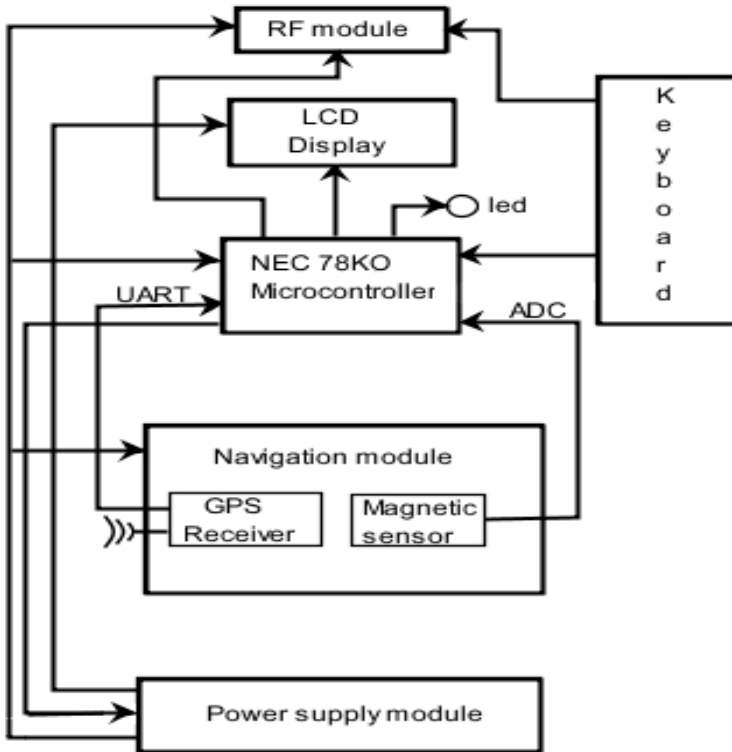 RF module
LCD
Display
K
e
y
b
o
a
r
d
led
NEC 78KO
Microcontroller
UART
ADC
Navigation module
GPS
Receiver
Magnetic
sensor
Power supply module